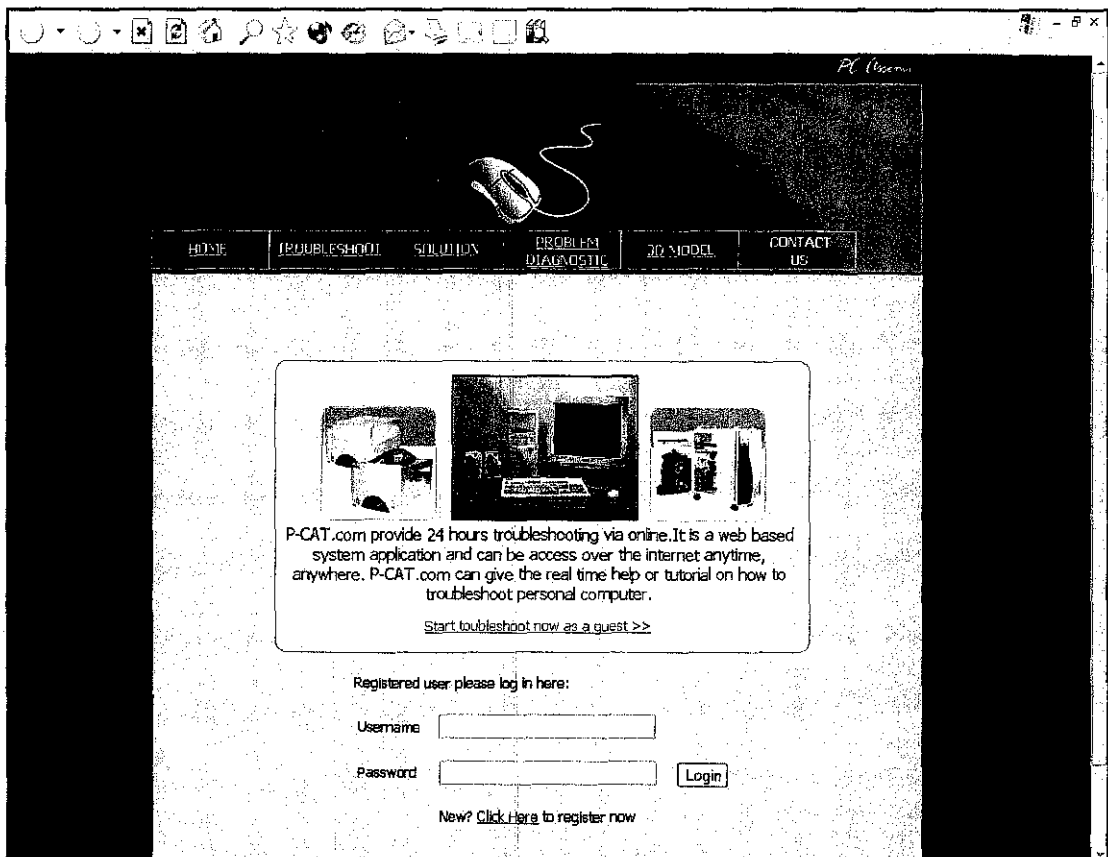 HOME TROUBLESHOOT SOLUTION PROBLEM DIAGNOSTIC 3D MODEL CONTACT US
P-CAT.com provide 24 hours troubleshooting via online.It is a web based
system application and can be access over the internet anytime,
anywhere. P-CAT.com can give the real time help or tutorial on how to
troubleshoot personal computer.
Start toubleshoot now as a guest >>
Registered user please log in here:
Username
Password Login
New? Click Here to register now